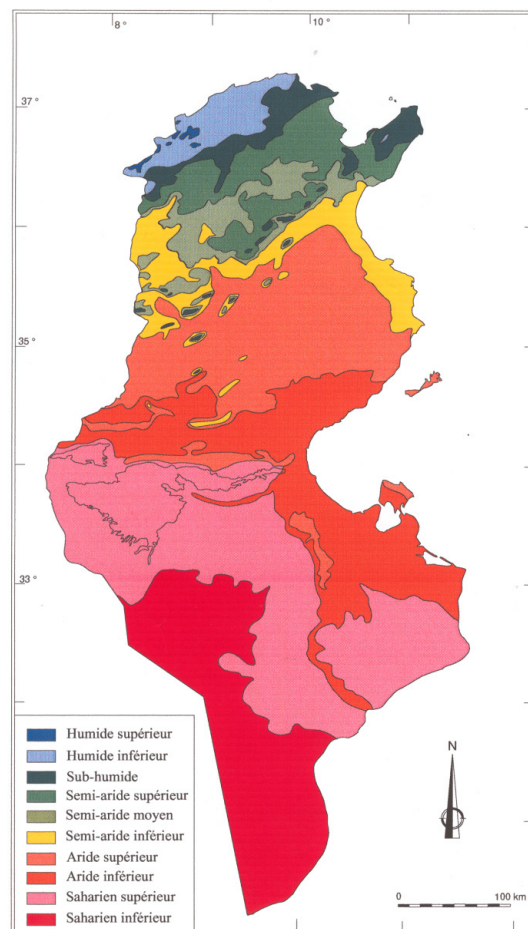 8 °
10 °
37 °
35 °
33 °
Humide supérieur
Humide inférieur
Sub-humide
Semi-aride supérieur
Semi-aride moyen
Semi-aride inférieur
Aride supérieur
Aride inférieur
Saharien supérieur
Saharien inférieur
N
0
100 km